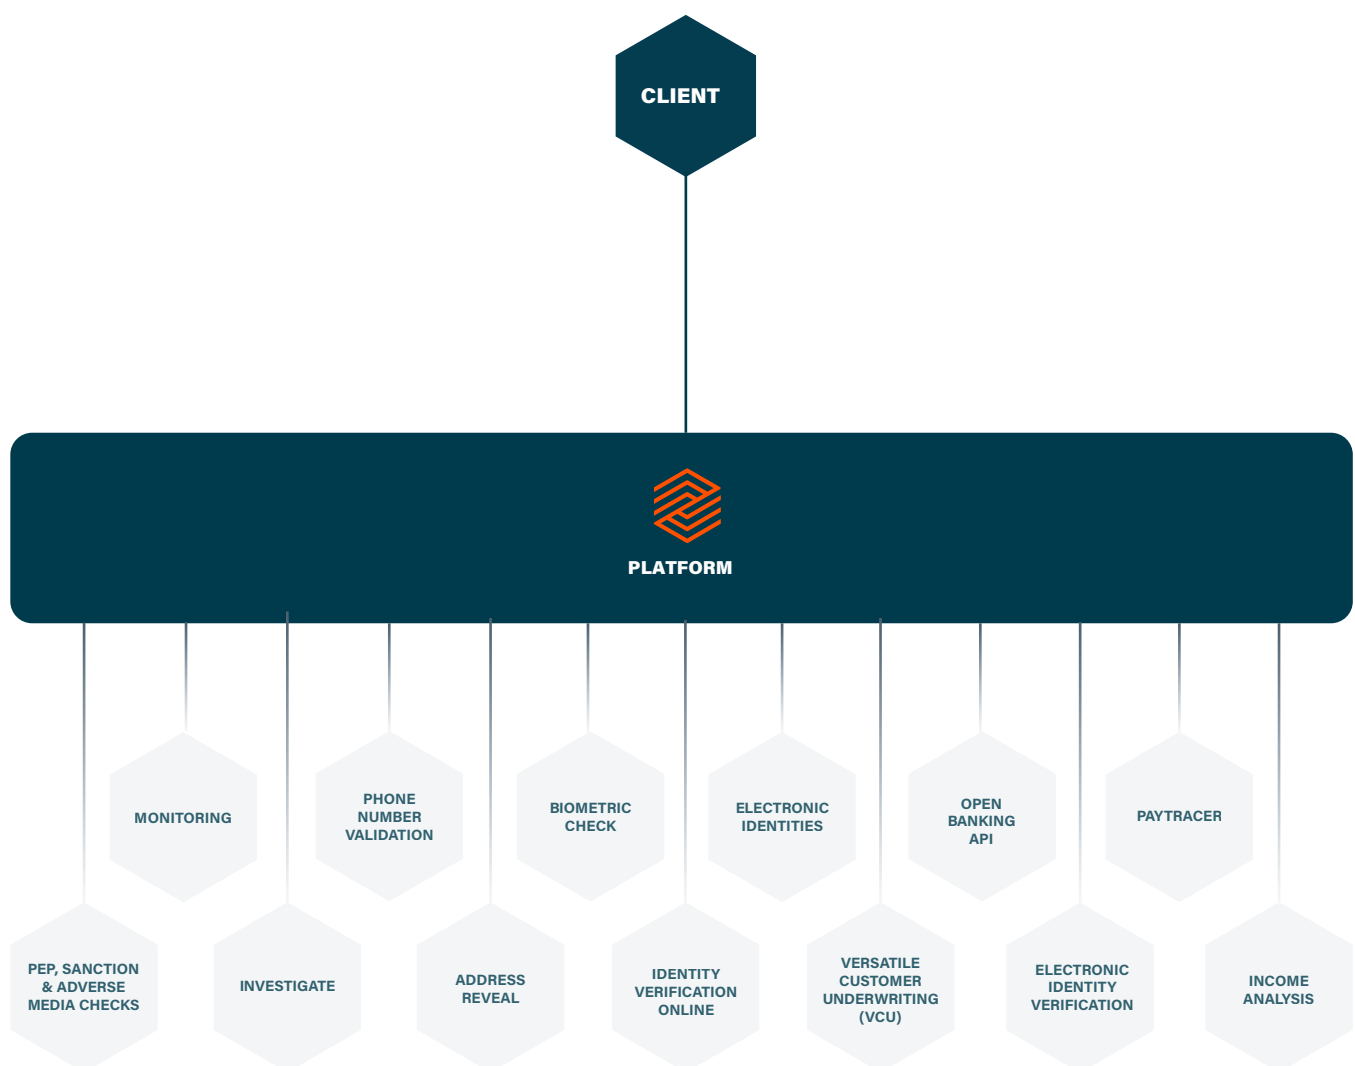 CLIENT
PLATFORM
MONITORING
PHONE
NUMBER
VALIDATION
BIOMETRIC
CHECK
ELECTRONIC
IDENTITIES
OPEN
BANKING
API
PAYTRACER
PEP, SANCTION
& ADVERSE
MEDIA CHECKS
INVESTIGATE
ADDRESS
REVEAL
IDENTITY
VERIFICATION
ONLINE
VERSATILE
CUSTOMER
UNDERWRITING
(VCU)
ELECTRONIC
IDENTITY
VERIFICATION
INCOME
ANALYSIS